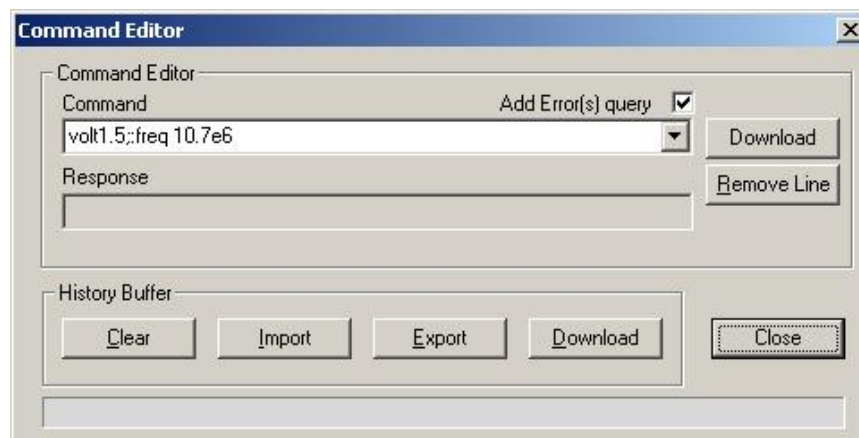 Command Editor
Command Editor
Command
Add Error(s) query
volt1.5;:freq 10.7e6
Download
Response
Remove Line
History Buffer
Clear
Import
Export
Download
Close